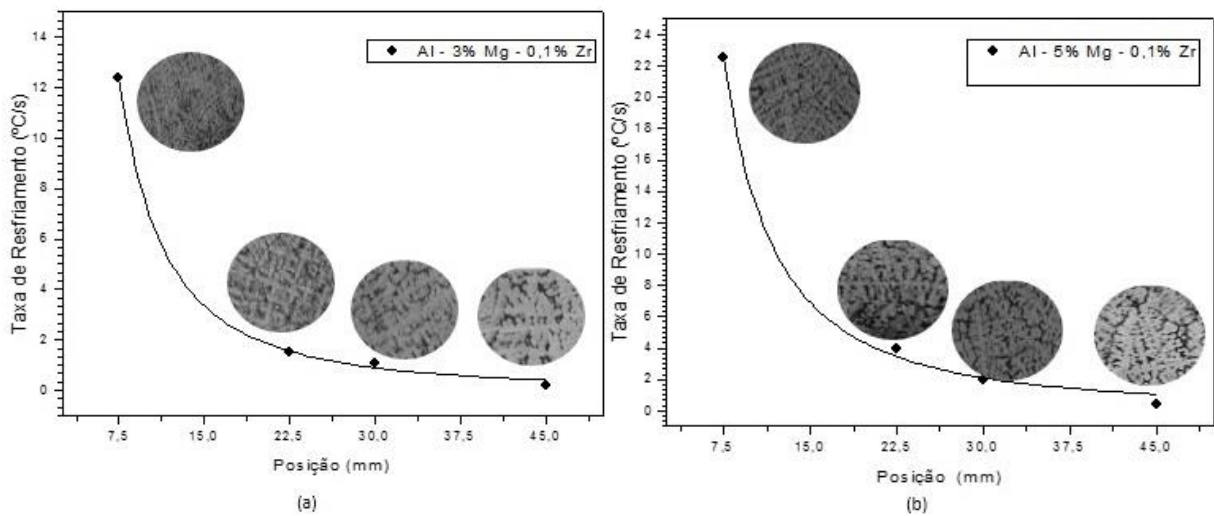 Al - 3% Mg - 0,1% Zr
Taxa de Resfriamento (ºC/s)
14
12
10
8
6
4
2
0
7,5 15,0 22,5 30,0 37,5 45,0
Posição (mm)
(a)
Al - 5% Mg - 0,1% Zr
Taxa de Resfriamento (ºC/s)
24
22
20
18
16
14
12
10
8
6
4
2
0
7,5 15,0 22,5 30,0 37,5 45,0
Posição (mm)
(b)